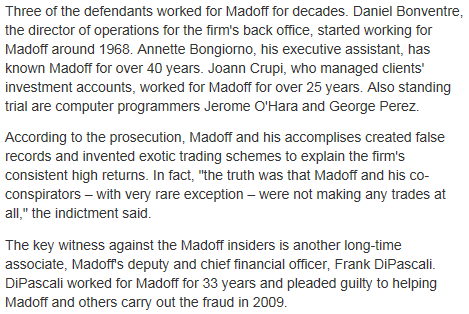 Three of the defendants worked for Madoff for decades. Daniel Bonventre,
the director of operations for the firm's back office, started working for
Madoff around 1968. Annette Bongiorno, his executive assistant, has
known Madoff for over 40 years. Joann Crupi, who managed clients'
investment accounts, worked for Madoff for over 25 years. Also standing
trial are computer programmers Jerome O'Hara and George Perez.
According to the prosecution, Madoff and his accomplises created false
records and invented exotic trading schemes to explain the firm's
consistent high returns. In fact, "the truth was that Madoff and his co-
conspirators – with very rare exception – were not making any trades at
all," the indictment said.
The key witness against the Madoff insiders is another long-time
associate, Madoff's deputy and chief financial officer, Frank DiPascali.
DiPascali worked for Madoff for 33 years and pleaded guilty to helping
Madoff and others carry out the fraud in 2009.